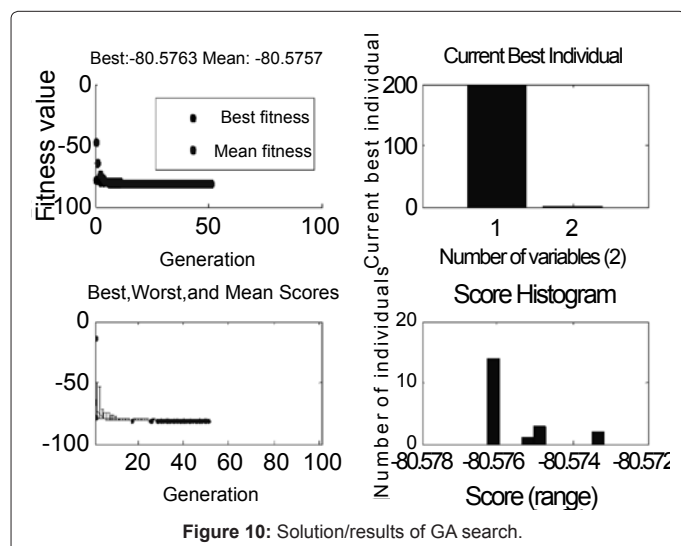 Best:-80.5763 Mean: -80.5757
Fitness value
0
-50
-100
Best fitness
Mean fitness
0 50 100
Generation
Current Best Individual
Current best individual
200
100
0
1 2
Number of variables (2)
Best,Worst,and Mean Scores
0
-50
-100
20 40 60 80 100
Generation
Score Histogram
Number of individuals
20
10
0
-80.578 -80.576 -80.574 -80.572
Score (range)
Figure 10: Solution/results of GA search.